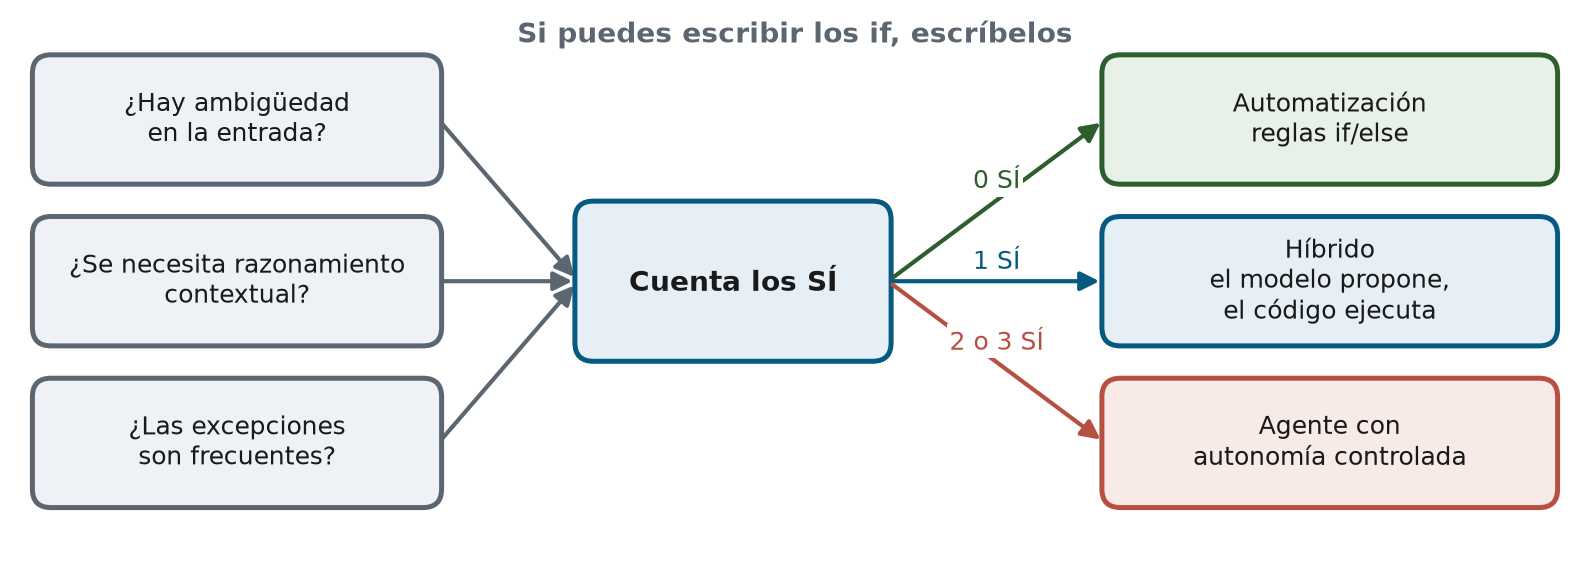 Si puedes escribir los if, escríbelos
¿Hay ambigüedad
en la entrada?
¿Se necesita razonamiento
contextual?
¿Las excepciones
son frecuentes?
Cuenta los SÍ
0 SÍ
1 SÍ
2 o 3 SÍ
Automatización
reglas if/else
Híbrido
el modelo propone,
el código ejecuta
Agente con
autonomía controlada